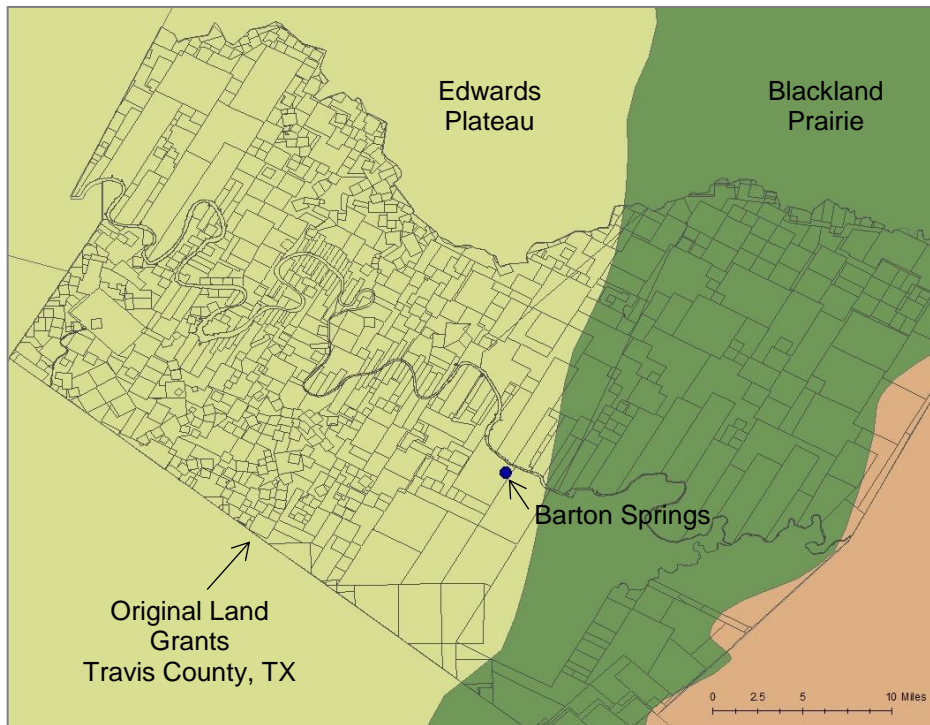 Edwards
Plateau
Blackland
Prairie
Barton Springs
Original Land
Grants
Travis County, TX
0 2.5 5 10 Miles